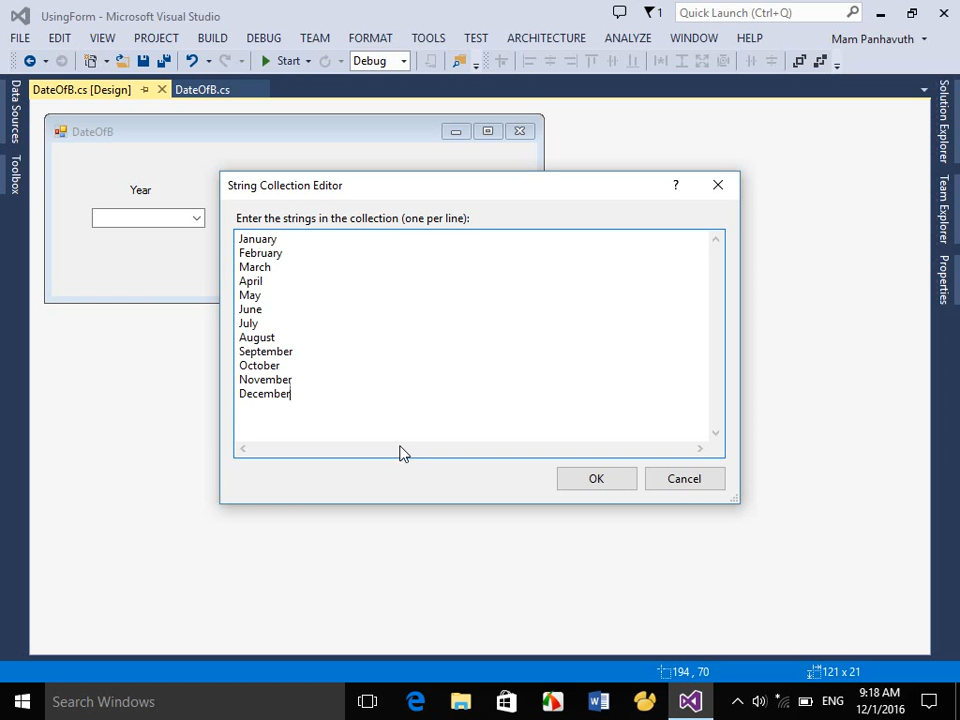 UsingForm - Microsoft Visual Studio
1
Quick Launch (Ctrl+Q)
FILE EDIT VIEW PROJECT BUILD DEBUG TEAM FORMAT TOOLS TEST ARCHITECTURE ANALYZE WINDOW HELP
Mam Panhavuth
Start
Debug
DateOfB.cs [Design]
DateOfB.cs
Data Sources
Toolbox
Solution Explorer
Team Explorer
Properties
DateOfB
Year
String Collection Editor
?
Enter the strings in the collection (one per line):
January
February
March
April
May
June
July
August
September
October
November
December
OK
Cancel
194 , 70
121 x 21
Search Windows
ENG
9:18 AM
12/1/2016